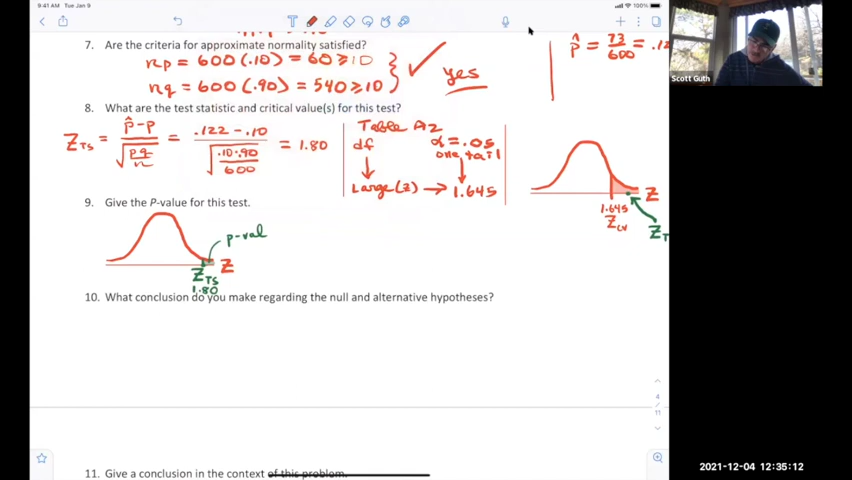 9:41 AM Tue Jan 9
100%
7. Are the criteria for approximate normality satisfied?
np = 600(.10) = 60 ≥ 10
nq = 600(.90) = 540 ≥ 10
yes
p̂ = 73/600 = .12
Scott Guth
8. What are the test statistic and critical value(s) for this test?
Z_TS = (p̂ - p)/√(pq/n) = (.122 - .10)/√(.10·.90/600) = 1.80
Table A2
df α = .05
one tail
Large (z) → 1.645
1.645
Z_CV
Z
Z_T
9. Give the P-value for this test.
p-val
Z
Z_TS
1.80
10. What conclusion do you make regarding the null and alternative hypotheses?
4
/
11
11. Give a conclusion in the context of this problem.
2021-12-04 12:35:12